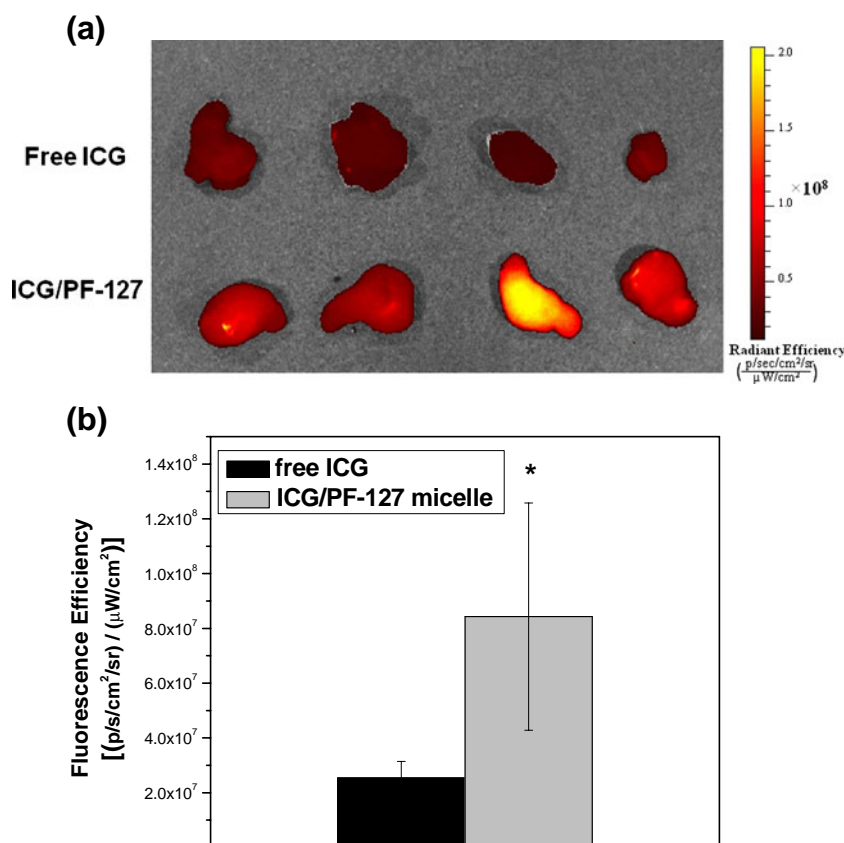 (a)
Free ICG
ICG/PF-127
2.0
1.5
1.0
×10⁸
0.5
Radiant Efficiency
(p/sec/cm²/sr
μW/cm²)
(b)
Fluorescence Efficiency
[(p/s/cm²/sr) / (μW/cm²)]
1.4x10⁸
1.2x10⁸
1.0x10⁸
8.0x10⁷
6.0x10⁷
4.0x10⁷
2.0x10⁷
free ICG
ICG/PF-127 micelle
*